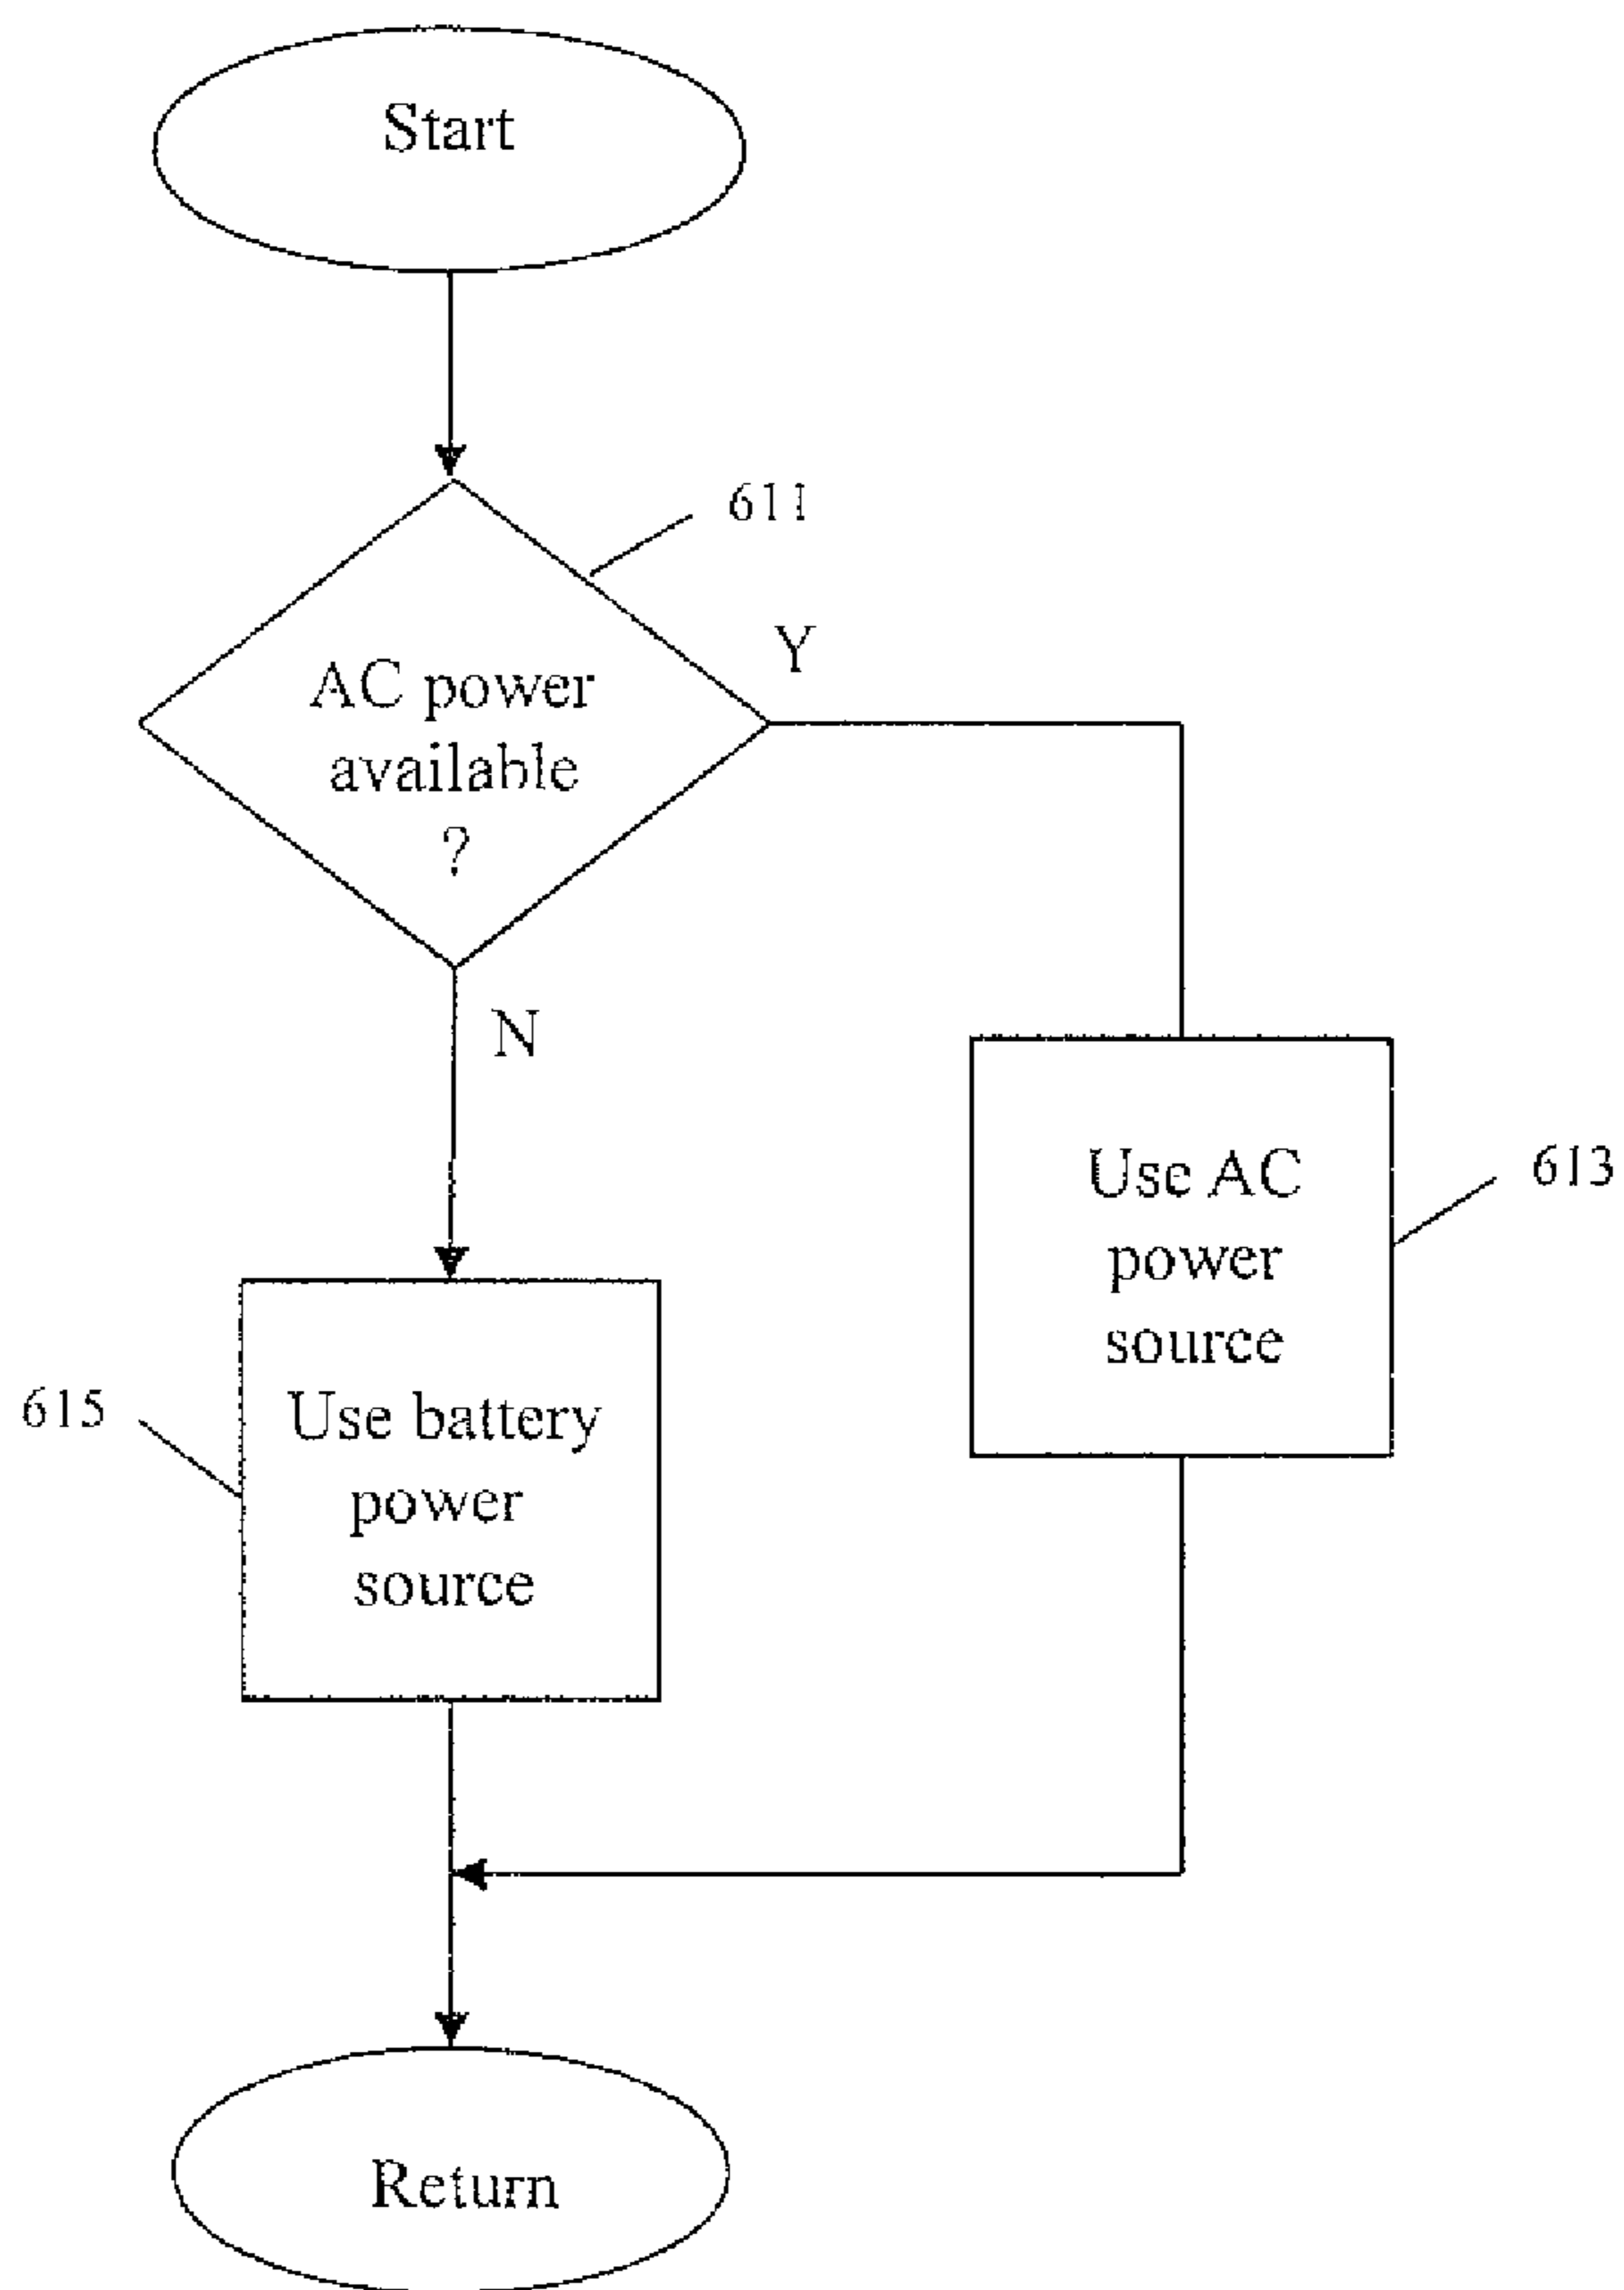 Start
611
Y
AC power
available
?
N
Use AC
power
source
613
615
Use battery
power
source
Return